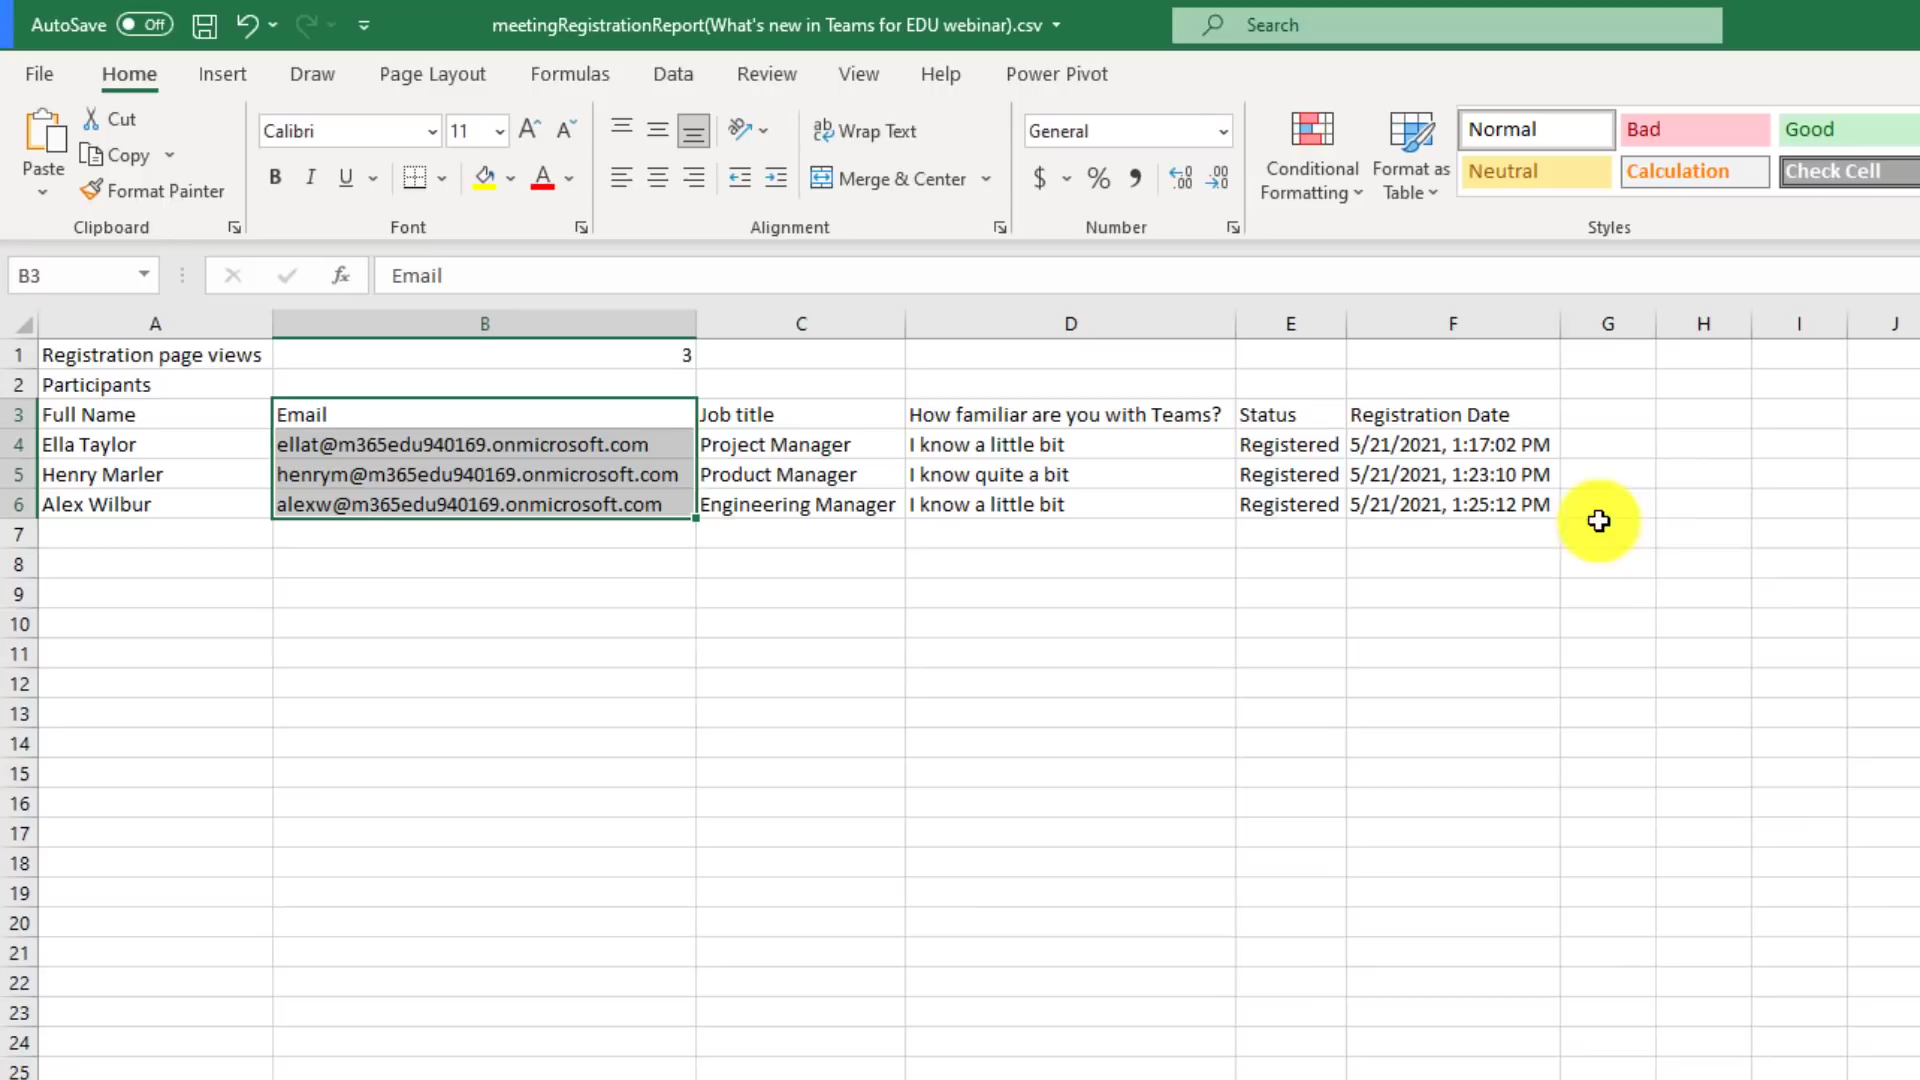 AutoSave Off meetingRegistrationReport(What's new in Teams for EDU webinar).csv Search
File Home Insert Draw Page Layout Formulas Data Review View Help Power Pivot
Paste
Cut
Copy
Format Painter
Clipboard
Calibri 11
B I U
Font
Wrap Text
Merge & Center
Alignment
General
$ % ,
Number
Conditional Formatting
Format as Table
Normal Bad Good
Neutral Calculation Check Cell
Styles
B3 fx Email
A B C D E F G H I J
1 Registration page views 3
2 Participants
3 Full Name Email Job title How familiar are you with Teams? Status Registration Date
4 Ella Taylor ellat@m365edu940169.onmicrosoft.com Project Manager I know a little bit Registered 5/21/2021, 1:17:02 PM
5 Henry Marler henrym@m365edu940169.onmicrosoft.com Product Manager I know quite a bit Registered 5/21/2021, 1:23:10 PM
6 Alex Wilbur alexw@m365edu940169.onmicrosoft.com Engineering Manager I know a little bit Registered 5/21/2021, 1:25:12 PM
7
8
9
10
11
12
13
14
15
16
17
18
19
20
21
22
23
24
25